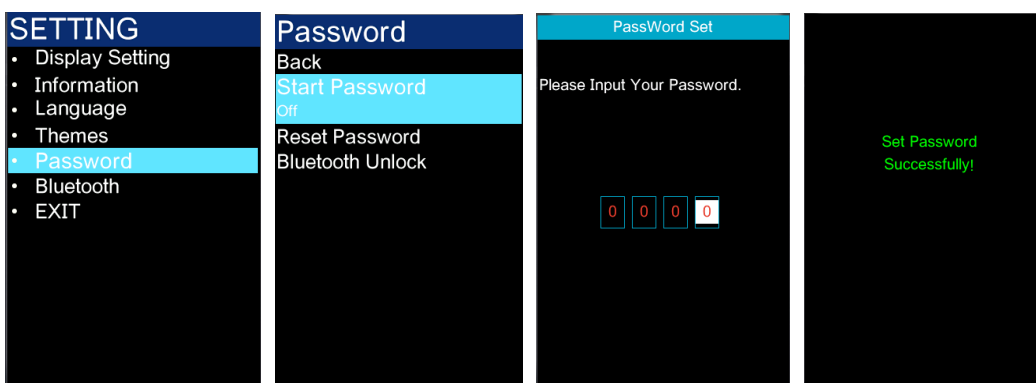 SETTING
• Display Setting
• Information
• Language
• Themes
• Password
• Bluetooth
• EXIT
Password
Back
Start Password
Off
Reset Password
Bluetooth Unlock
PassWord Set
Please Input Your Password.
0 0 0 0
Set Password
Successfully!